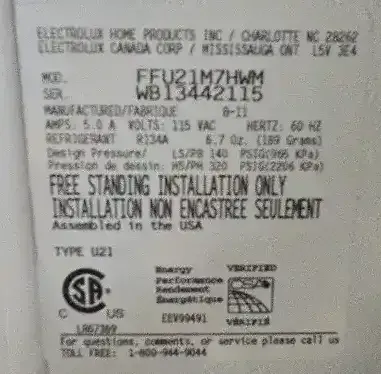 ELECTROLUX HOME PRODUCTS INC / CHARLOTTE NC 28262
ELECTROLUX CANADA CORP / MISSISSAUGA ONT L5V 3E4
MOD. FFU21M7HWM
SER. WB13442115
MANUFACTURED/FABRIQUE 8-11
AMPS: 5.0 A VOLTS: 115 VAC HERTZ: 60 HZ
REFRIGERANT R134A 6.7 Oz. (189 Grams)
Design Pressure/ LS/PB 140 PSIG(966 KPa)
Pression de dessin: HS/PH 320 PSIG(2206 KPa)
FREE STANDING INSTALLATION ONLY
INSTALLATION NON ENCASTREE SEULEMENT
Assembled in the USA
TYPE U21
Energy VERIFIED
Performance
Rendement
Énergétique
CSA
C US EEV99491 VÉRIFIÉ
LR67389
For questions, comments, or service please call us
TOLL FREE: 1-800-944-9044